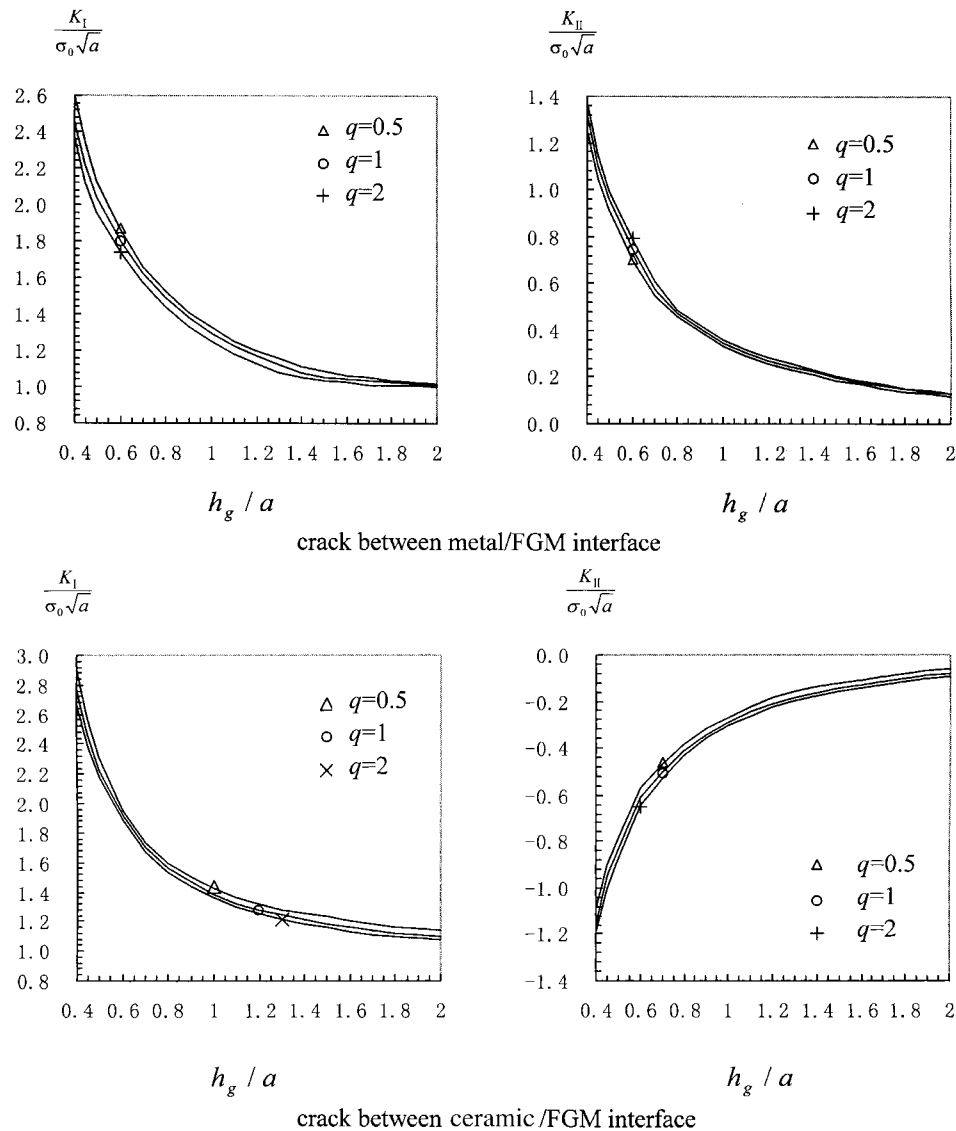 K_I / σ_0 √a
2.6
2.4
2.2
2.0
1.8
1.6
1.4
1.2
1.0
0.8
0.4 0.6 0.8 1 1.2 1.4 1.6 1.8 2
△ q=0.5
○ q=1
+ q=2
h_g / a
K_II / σ_0 √a
1.4
1.2
1.0
0.8
0.6
0.4
0.2
0.0
0.4 0.6 0.8 1 1.2 1.4 1.6 1.8 2
△ q=0.5
○ q=1
+ q=2
h_g / a
crack between metal/FGM interface
K_I / σ_0 √a
3.0
2.8
2.6
2.4
2.2
2.0
1.8
1.6
1.4
1.2
1.0
0.8
0.4 0.6 0.8 1 1.2 1.4 1.6 1.8 2
△ q=0.5
○ q=1
× q=2
h_g / a
K_II / σ_0 √a
0.0
-0.2
-0.4
-0.6
-0.8
-1.0
-1.2
-1.4
0.4 0.6 0.8 1 1.2 1.4 1.6 1.8 2
△ q=0.5
○ q=1
+ q=2
h_g / a
crack between ceramic /FGM interface